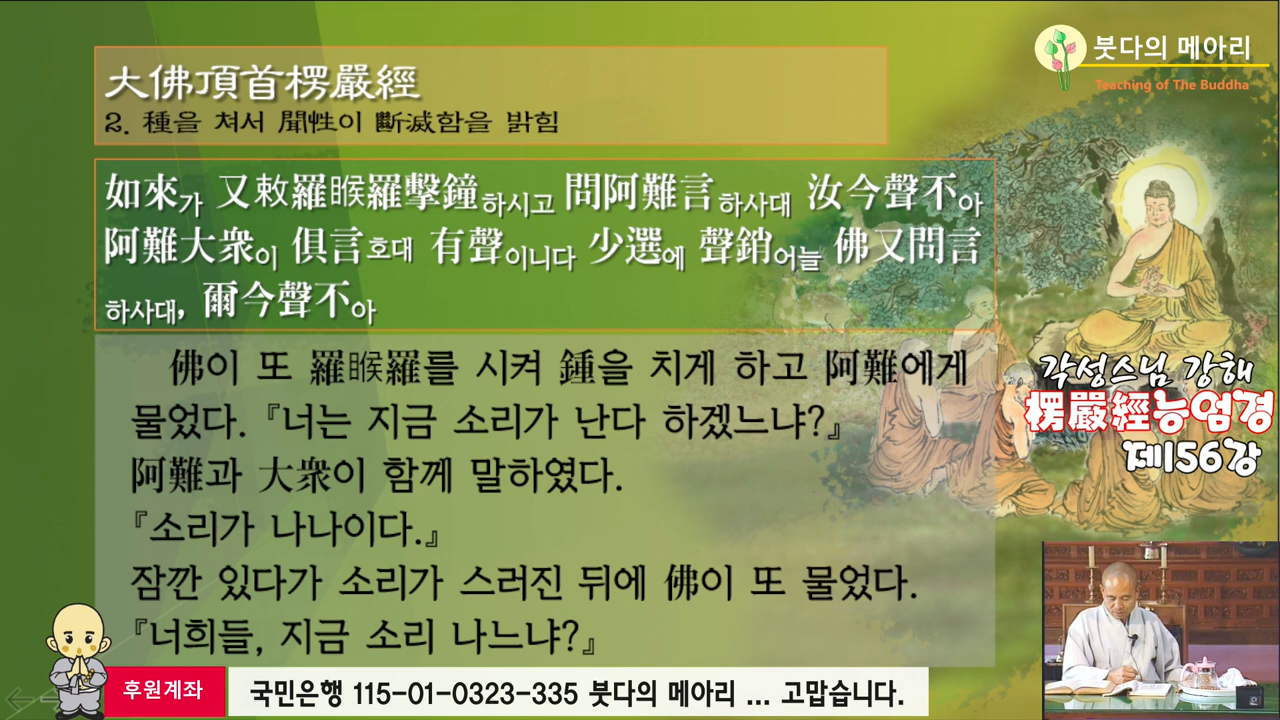 大佛頂首楞嚴經
2. 種을 쳐서 聞性이 斷滅함을 밝힘
如來가 又敕羅睺羅擊鐘하시고 問阿難言하사대 汝今聲不아
阿難大衆이 俱言호대 有聲이니다 少選에 聲銷어늘 佛又問言
하사대, 爾今聲不아
佛이 또 羅睺羅를 시켜 鍾을 치게 하고 阿難에게
물었다. 『너는 지금 소리가 난다 하겠느냐?』
阿難과 大衆이 함께 말하였다.
『소리가 나나이다.』
잠깐 있다가 소리가 스러진 뒤에 佛이 또 물었다.
『너희들, 지금 소리 나느냐?』
붓다의 메아리
Teaching of The Buddha
각성스님 강해
楞嚴經능엄경
제156강
후원계좌
국민은행 115-01-0323-335 붓다의 메아리 ... 고맙습니다.